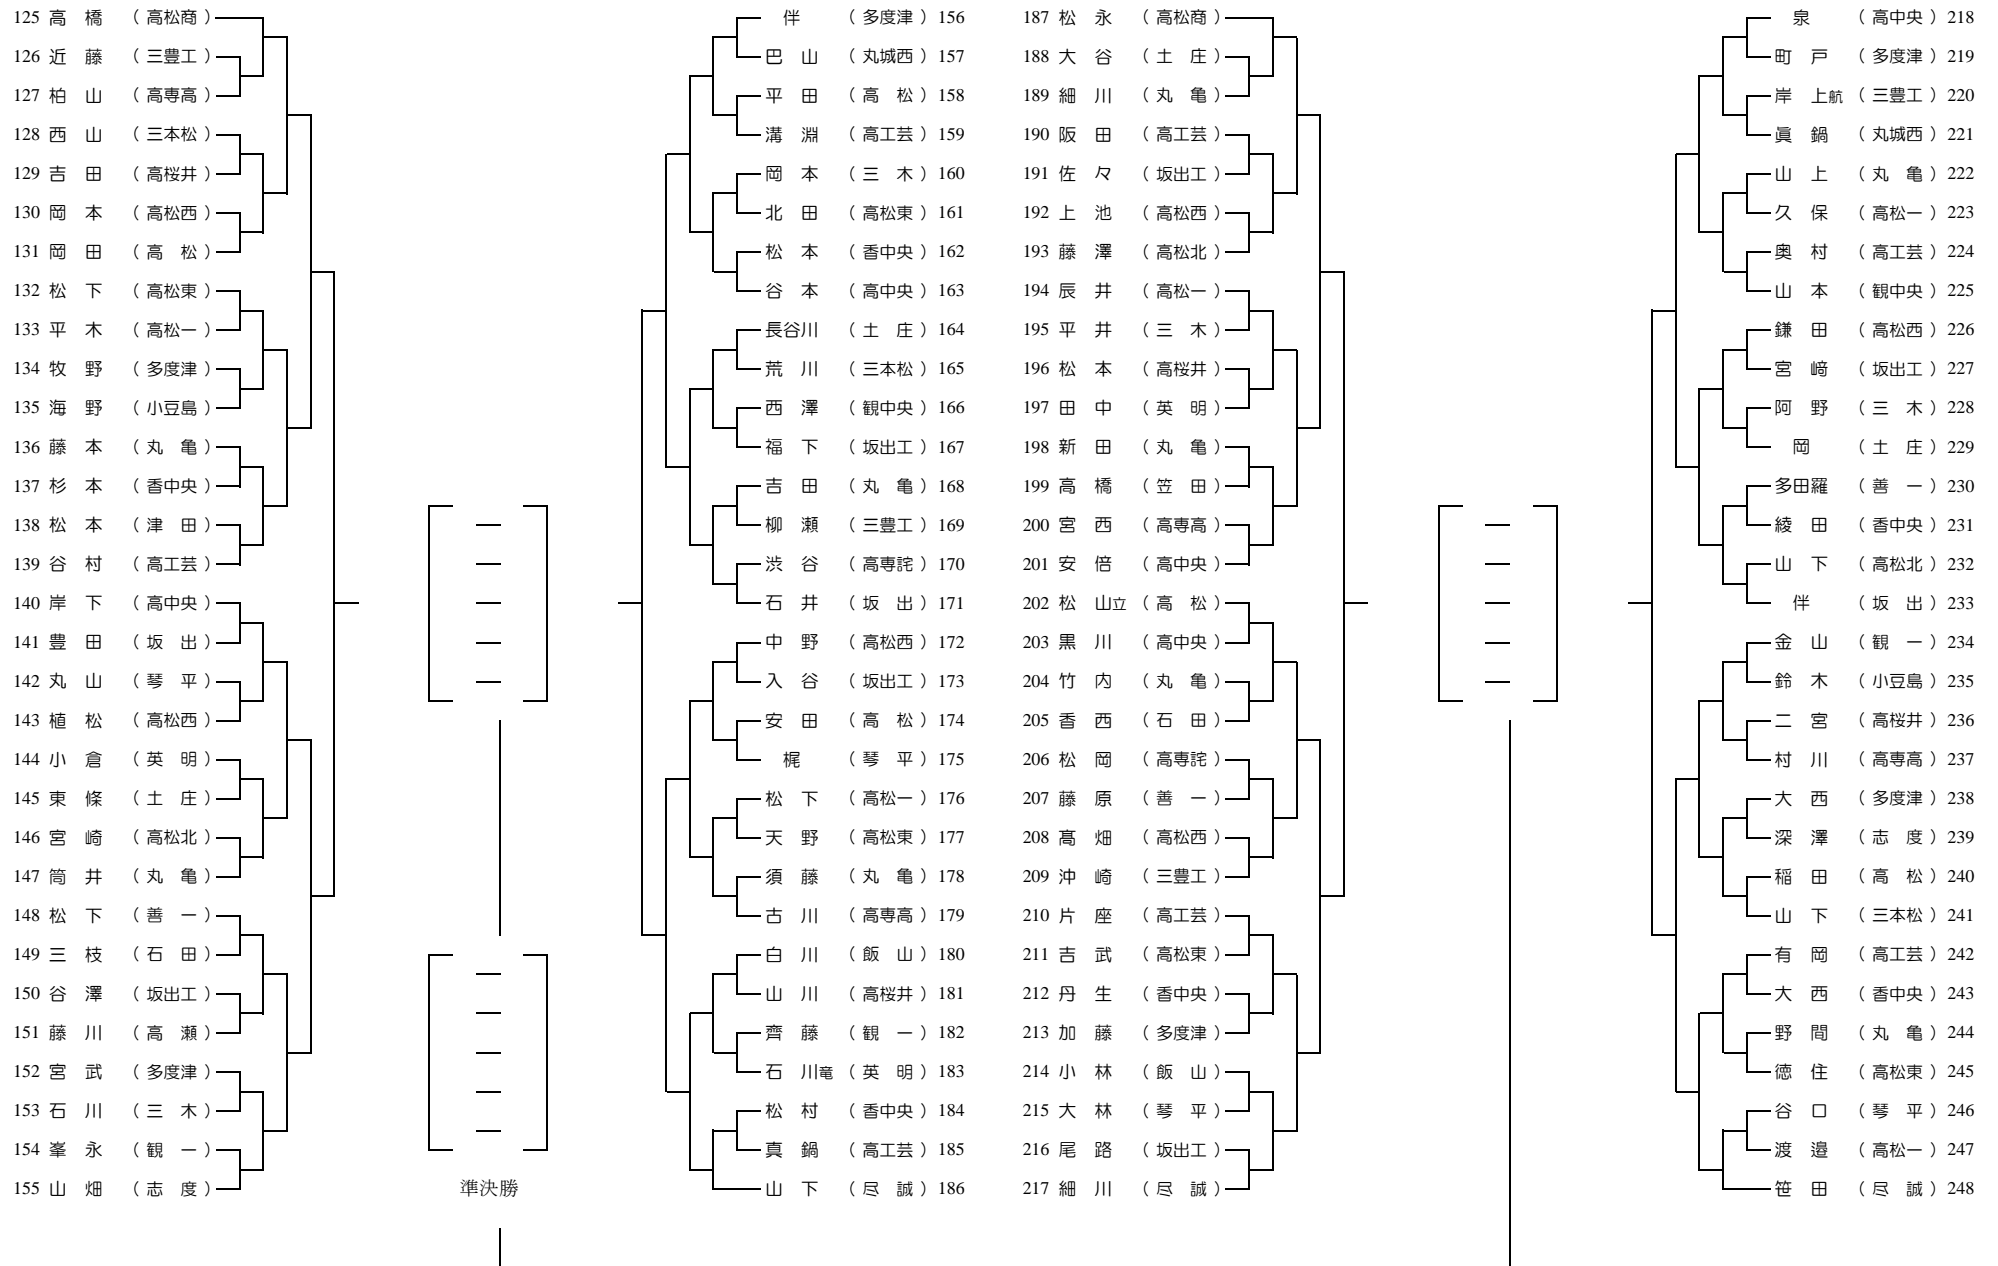 125 高 橋 （ 高松商 ）
126 近 藤 （ 三豊工 ）
127 柏 山 （ 高専高 ）
128 西 山 （ 三本松 ）
129 吉 田 （ 高桜井 ）
130 岡 本 （ 高松西 ）
131 岡 田 （ 高 松 ）
132 松 下 （ 高松東 ）
133 平 木 （ 高松一 ）
134 牧 野 （ 多度津 ）
135 海 野 （ 小豆島 ）
136 藤 本 （ 丸 亀 ）
137 杉 本 （ 香中央 ）
138 松 本 （ 津 田 ）
139 谷 村 （ 高工芸 ）
140 岸 下 （ 高中央 ）
141 豊 田 （ 坂 出 ）
142 丸 山 （ 琴 平 ）
143 植 松 （ 高松西 ）
144 小 倉 （ 英 明 ）
145 東 條 （ 土 庄 ）
146 宮 崎 （ 高松北 ）
147 筒 井 （ 丸 亀 ）
148 松 下 （ 善 一 ）
149 三 枝 （ 石 田 ）
150 谷 澤 （ 坂出工 ）
151 藤 川 （ 高 瀬 ）
152 宮 武 （ 多度津 ）
153 石 川 （ 三 木 ）
154 峯 永 （ 観 一 ）
155 山 畑 （ 志 度 ）
準決勝
伴 （ 多度津 ） 156
巴 山 （ 丸城西 ） 157
平 田 （ 高 松 ） 158
溝 淵 （ 高工芸 ） 159
岡 本 （ 三 木 ） 160
北 田 （ 高松東 ） 161
松 本 （ 香中央 ） 162
谷 本 （ 高中央 ） 163
長谷川 （ 土 庄 ） 164
荒 川 （ 三本松 ） 165
西 澤 （ 観中央 ） 166
福 下 （ 坂出工 ） 167
吉 田 （ 丸 亀 ） 168
柳 瀬 （ 三豊工 ） 169
渋 谷 （ 高専詫 ） 170
石 井 （ 坂 出 ） 171
中 野 （ 高松西 ） 172
入 谷 （ 坂出工 ） 173
安 田 （ 高 松 ） 174
梶 （ 琴 平 ） 175
松 下 （ 高松一 ） 176
天 野 （ 高松東 ） 177
須 藤 （ 丸 亀 ） 178
古 川 （ 高専高 ） 179
白 川 （ 飯 山 ） 180
山 川 （ 高桜井 ） 181
齊 藤 （ 観 一 ） 182
石 川竜 （ 英 明 ） 183
松 村 （ 香中央 ） 184
真 鍋 （ 高工芸 ） 185
山 下 （ 尽 誠 ） 186
187 松 永 （ 高松商 ）
188 大 谷 （ 土 庄 ）
189 細 川 （ 丸 亀 ）
190 阪 田 （ 高工芸 ）
191 佐 々 （ 坂出工 ）
192 上 池 （ 高松西 ）
193 藤 澤 （ 高松北 ）
194 辰 井 （ 高松一 ）
195 平 井 （ 三 木 ）
196 松 本 （ 高桜井 ）
197 田 中 （ 英 明 ）
198 新 田 （ 丸 亀 ）
199 高 橋 （ 笠 田 ）
200 宮 西 （ 高専高 ）
201 安 倍 （ 高中央 ）
202 松 山立 （ 高 松 ）
203 黒 川 （ 高中央 ）
204 竹 内 （ 丸 亀 ）
205 香 西 （ 石 田 ）
206 松 岡 （ 高専詫 ）
207 藤 原 （ 善 一 ）
208 髙 畑 （ 高松西 ）
209 沖 崎 （ 三豊工 ）
210 片 座 （ 高工芸 ）
211 吉 武 （ 高松東 ）
212 丹 生 （ 香中央 ）
213 加 藤 （ 多度津 ）
214 小 林 （ 飯 山 ）
215 大 林 （ 琴 平 ）
216 尾 路 （ 坂出工 ）
217 細 川 （ 尽 誠 ）
泉 （ 高中央 ） 218
町 戸 （ 多度津 ） 219
岸 上航 （ 三豊工 ） 220
眞 鍋 （ 丸城西 ） 221
山 上 （ 丸 亀 ） 222
久 保 （ 高松一 ） 223
奥 村 （ 高工芸 ） 224
山 本 （ 観中央 ） 225
鎌 田 （ 高松西 ） 226
宮 﨑 （ 坂出工 ） 227
阿 野 （ 三 木 ） 228
岡 （ 土 庄 ） 229
多田羅 （ 善 一 ） 230
綾 田 （ 香中央 ） 231
山 下 （ 高松北 ） 232
伴 （ 坂 出 ） 233
金 山 （ 観 一 ） 234
鈴 木 （ 小豆島 ） 235
二 宮 （ 高桜井 ） 236
村 川 （ 高専高 ） 237
大 西 （ 多度津 ） 238
深 澤 （ 志 度 ） 239
稲 田 （ 高 松 ） 240
山 下 （ 三本松 ） 241
有 岡 （ 高工芸 ） 242
大 西 （ 香中央 ） 243
野 間 （ 丸 亀 ） 244
徳 住 （ 高松東 ） 245
谷 口 （ 琴 平 ） 246
渡 邉 （ 高松一 ） 247
笹 田 （ 尽 誠 ） 248